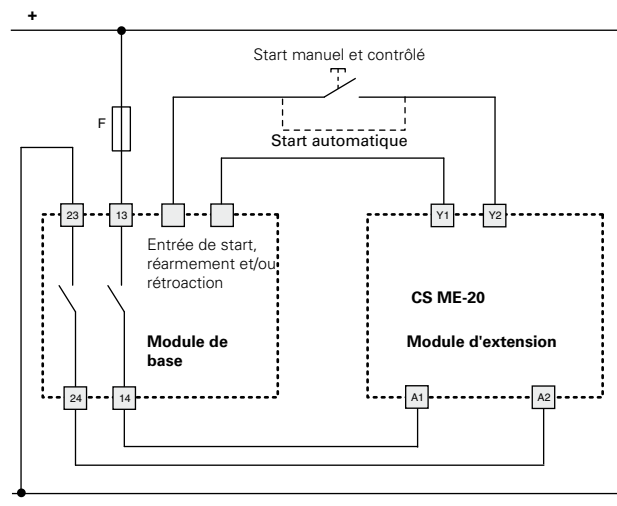 +
Start manuel et contrôlé
F
Start automatique
23
13
Y1
Y2
Entrée de start,
réarmement et/ou
rétroaction
CS ME-20
Module de
base
Module d'extension
24
14
A1
A2